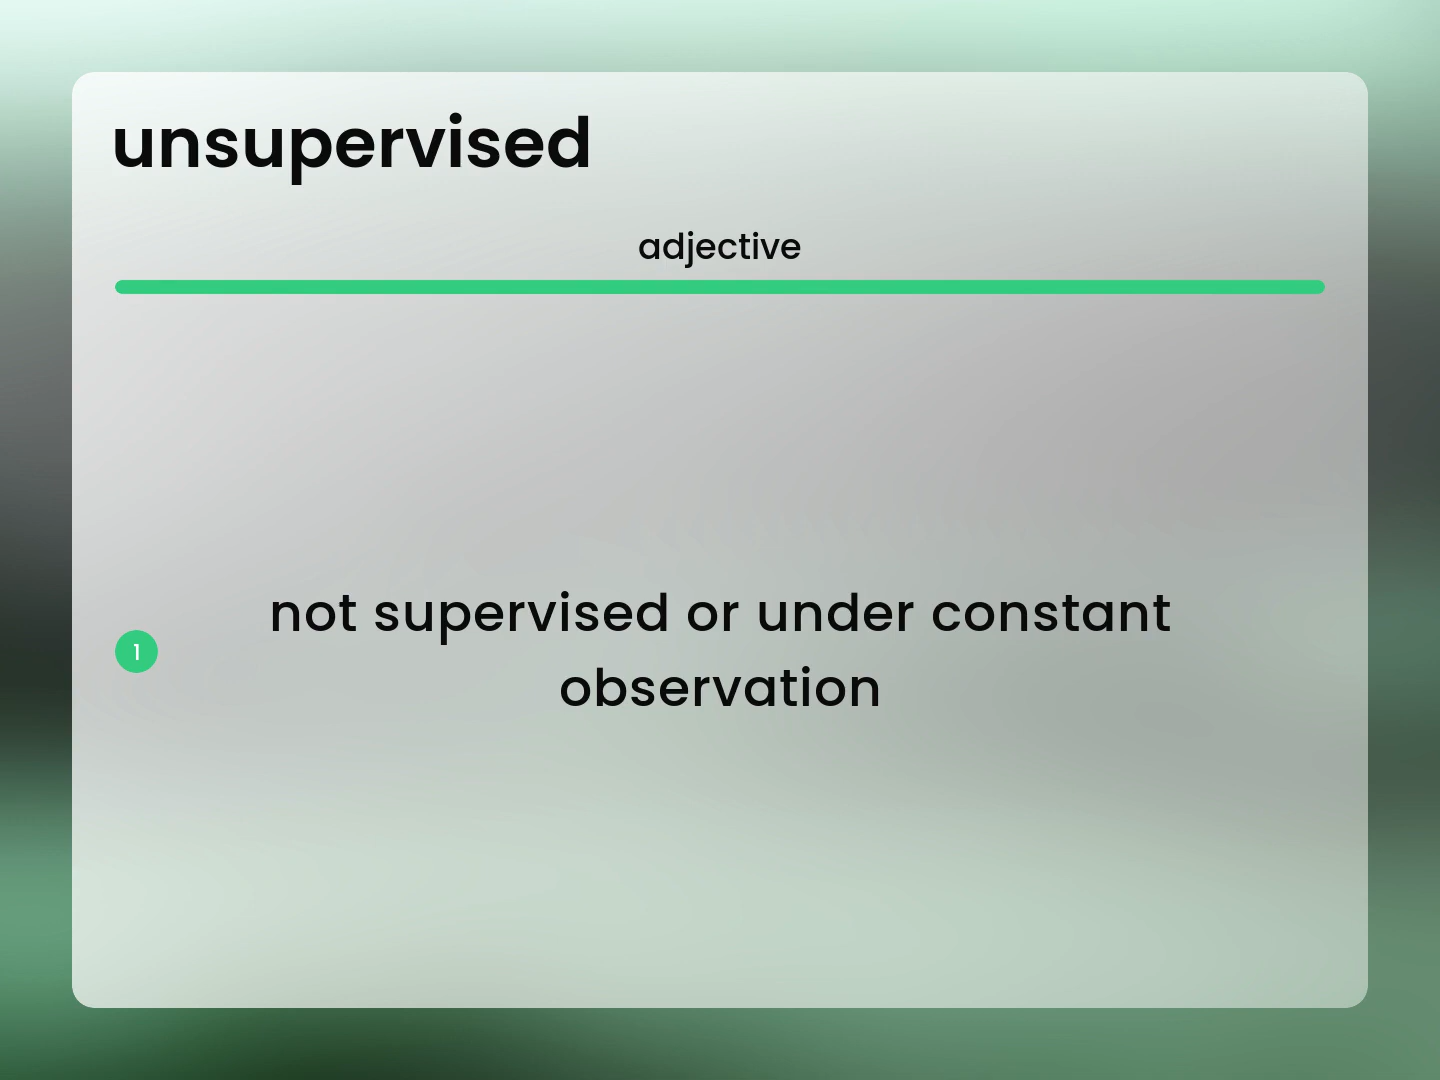 unsupervised
adjective
1
not supervised or under constant
observation